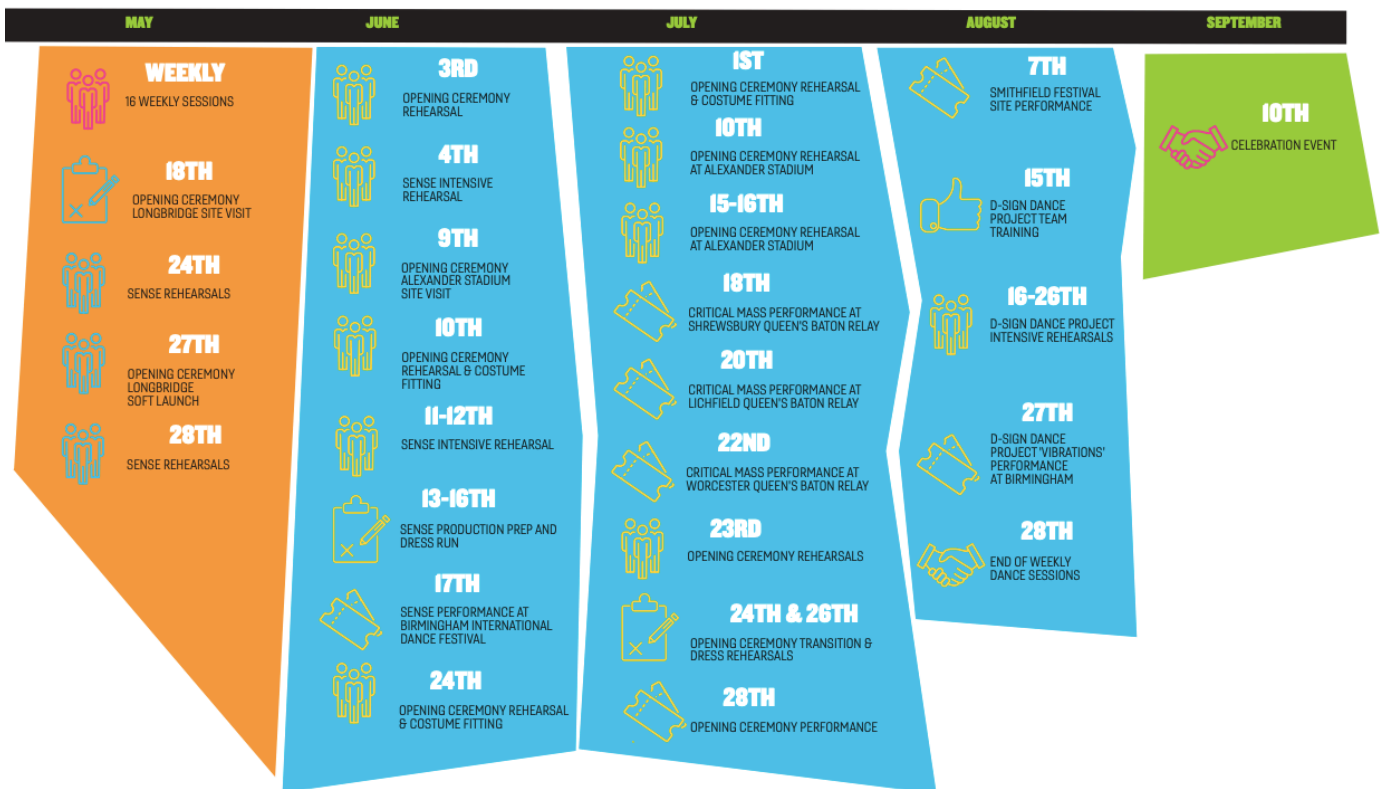 MAY
JUNE
JULY
AUGUST
SEPTEMBER
WEEKLY
16 WEEKLY SESSIONS
18TH
OPENING CEREMONY
LONGBRIDGE SITE VISIT
24TH
SENSE REHEARSALS
27TH
OPENING CEREMONY
LONGBRIDGE
SOFT LAUNCH
28TH
SENSE REHEARSALS
3RD
OPENING CEREMONY
REHEARSAL
4TH
SENSE INTENSIVE
REHEARSAL
9TH
OPENING CEREMONY
ALEXANDER STADIUM
SITE VISIT
10TH
OPENING CEREMONY
REHEARSAL & COSTUME
FITTING
11-12TH
SENSE INTENSIVE REHEARSAL
13-16TH
SENSE PRODUCTION PREP AND
DRESS RUN
17TH
SENSE PERFORMANCE AT
BIRMINGHAM INTERNATIONAL
DANCE FESTIVAL
24TH
OPENING CEREMONY REHEARSAL
& COSTUME FITTING
1ST
OPENING CEREMONY REHEARSAL
& COSTUME FITTING
10TH
OPENING CEREMONY REHEARSAL
AT ALEXANDER STADIUM
15-16TH
OPENING CEREMONY REHEARSAL
AT ALEXANDER STADIUM
18TH
CRITICAL MASS PERFORMANCE AT
SHREWSBURY QUEEN'S BATON RELAY
20TH
CRITICAL MASS PERFORMANCE AT
LICHFIELD QUEEN'S BATON RELAY
22ND
CRITICAL MASS PERFORMANCE AT
WORCESTER QUEEN'S BATON RELAY
23RD
OPENING CEREMONY REHEARSALS
24TH & 26TH
OPENING CEREMONY TRANSITION &
DRESS REHEARSALS
28TH
OPENING CEREMONY PERFORMANCE
7TH
SMITHFIELD FESTIVAL
SITE PERFORMANCE
15TH
D-SIGN DANCE
PROJECT TEAM
TRAINING
16-26TH
D-SIGN DANCE PROJECT
INTENSIVE REHEARSALS
27TH
D-SIGN DANCE
PROJECT 'VIBRATIONS'
PERFORMANCE
AT BIRMINGHAM
28TH
END OF WEEKLY
DANCE SESSIONS
10TH
CELEBRATION EVENT